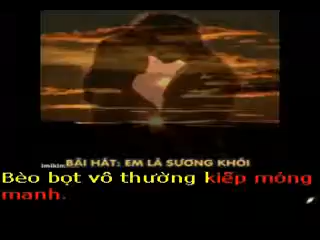 BÀI HÁT: EM LÀ SƯƠNG KHÓI
Bèo bọt vô thường kiếp mỏng
manh.